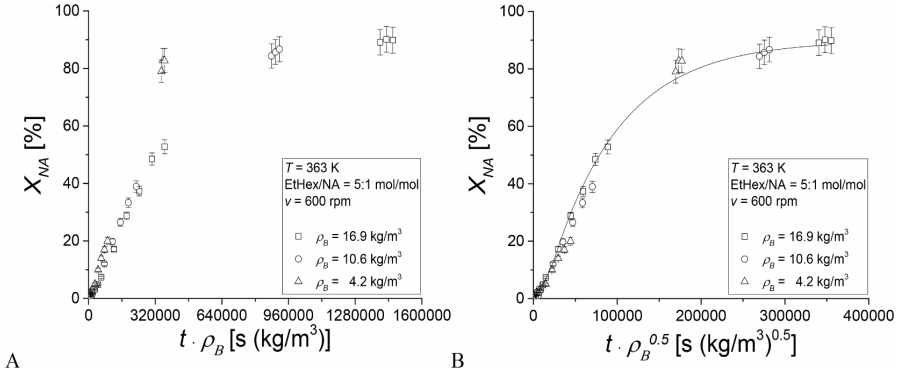 100
80
60
40
20
0
X_NA [%]
T = 363 K
EtHex/NA = 5:1 mol/mol
v = 600 rpm
ρ_B = 16.9 kg/m³
ρ_B = 10.6 kg/m³
ρ_B = 4.2 kg/m³
0 320000 640000 960000 1280000 1600000
t · ρ_B [s (kg/m³)]
A
100
80
60
40
20
0
X_NA [%]
T = 363 K
EtHex/NA = 5:1 mol/mol
v = 600 rpm
ρ_B = 16.9 kg/m³
ρ_B = 10.6 kg/m³
ρ_B = 4.2 kg/m³
0 100000 200000 300000 400000
t · ρ_B^0.5 [s (kg/m³)^0.5]
B